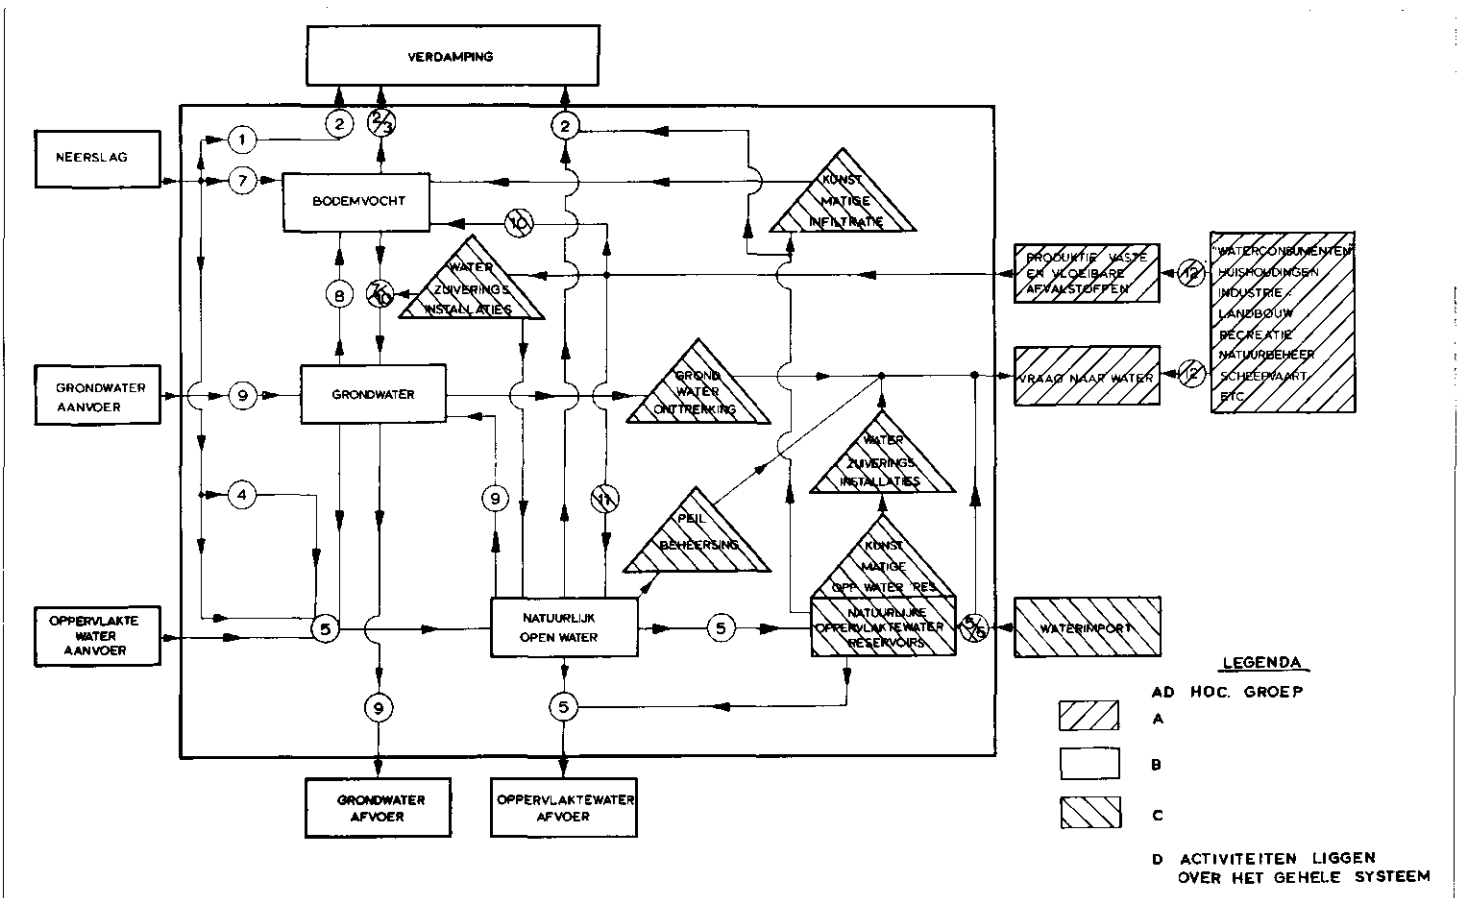 VERDAMPING
NEERSLAG
1
2
2/3
2
7
BODEMVOCHT
10
KUNST
MATIGE
INFILTRATIE
WATER
ZUIVERINGS
INSTALLATIES
8
7/10
PRODUKTIE VASTE
EN VLOEIBARE
AFVALSTOFFEN
12
WATERCONSUMENTEN
HUISHOUDINGEN
INDUSTRIE
LANDBOUW
RECREATIE
NATUURBEHEER
SCHEEPVAART
ETC
GRONDWATER
AANVOER
9
GRONDWATER
GROND
WATER
ONTTREKKING
VRAAG NAAR WATER
12
WATER
ZUIVERINGS
INSTALLATIES
4
9
11
PEIL
BEHEERSING
KUNST
MATIGE
OPP WATER RES
OPPERVLAKTE
WATER
AANVOER
5
NATUURLIJK
OPEN WATER
5
NATUURLIJKE
OPPERVLAKTEWATER
RESERVOIRS
5/6
WATERIMPORT
9
5
GRONDWATER
AFVOER
OPPERVLAKTEWATER
AFVOER
LEGENDA
AD HOC. GROEP
A
B
C
D ACTIVITEITEN LIGGEN
OVER HET GEHELE SYSTEEM